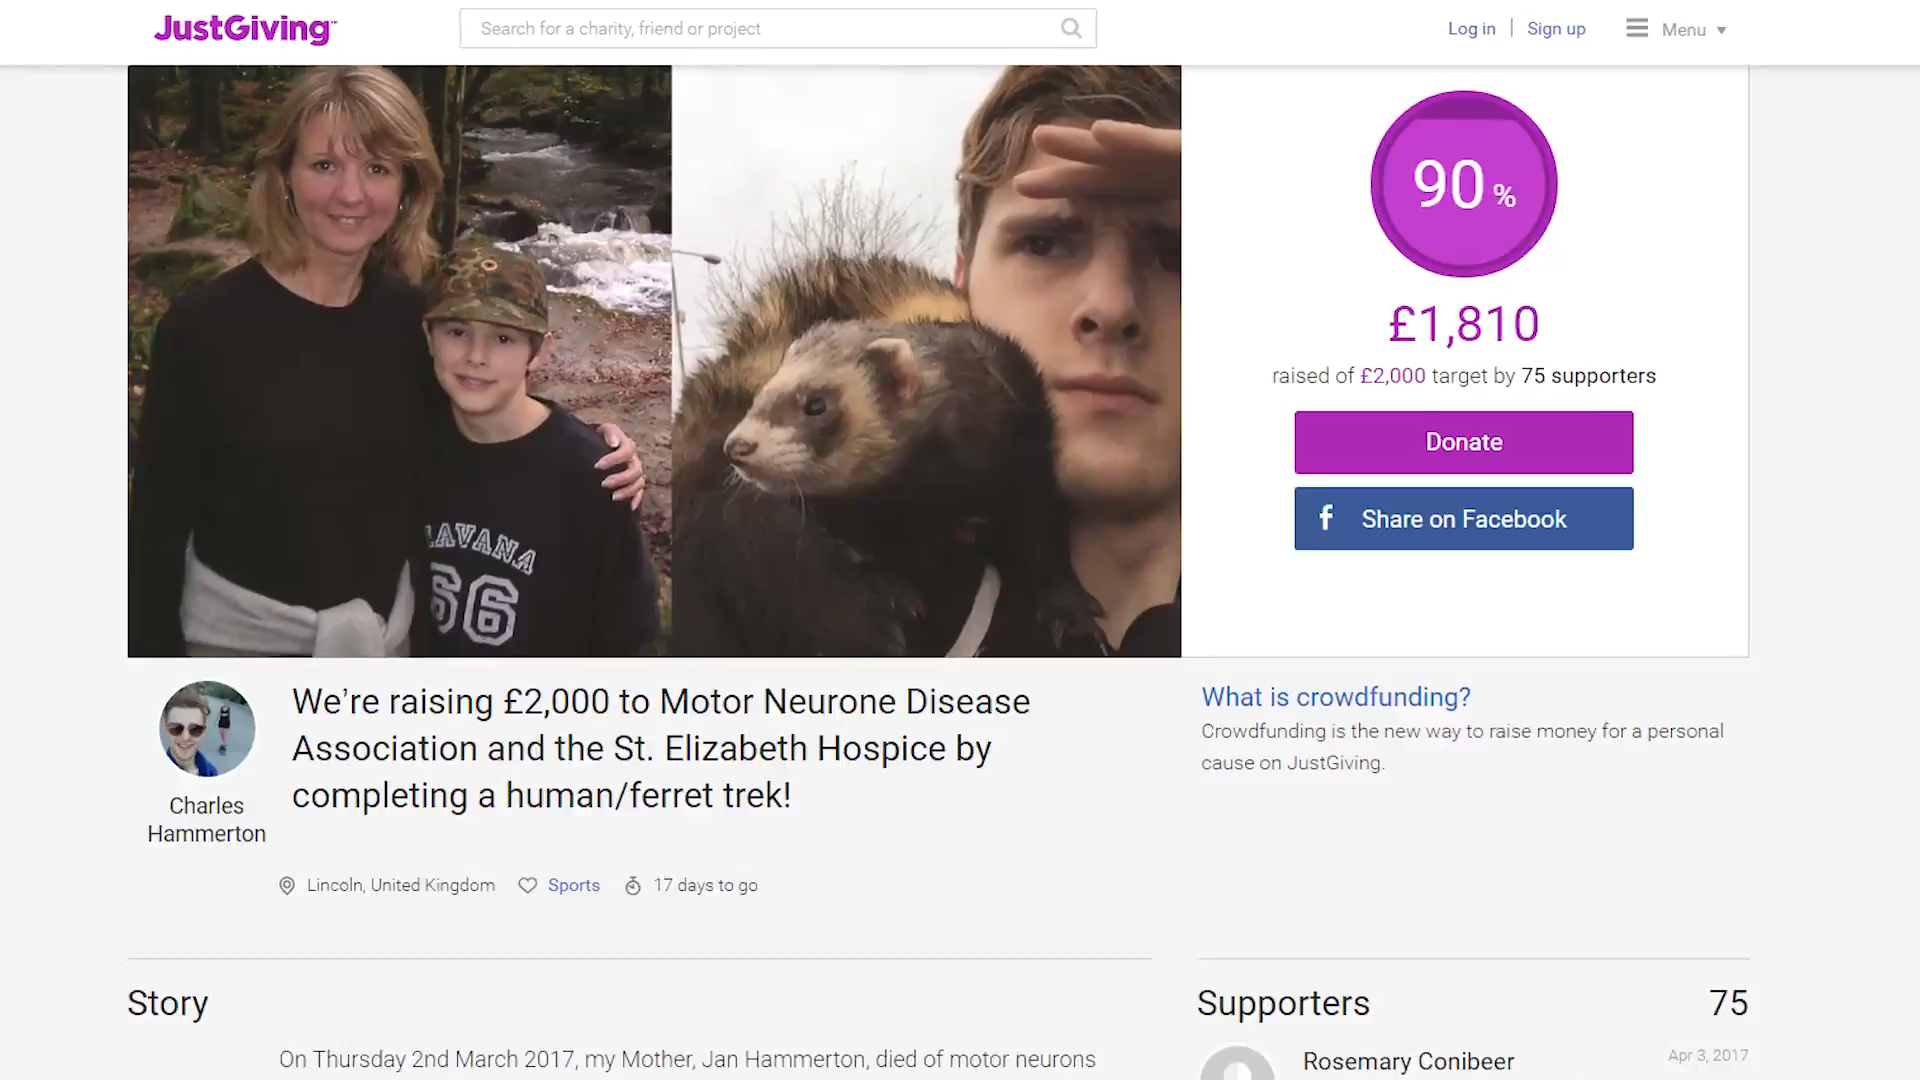 JustGiving™
Search for a charity, friend or project
Log in
Sign up
Menu
90 %
£1,810
raised of £2,000 target by 75 supporters
Donate
f Share on Facebook
AVANA
66
We’re raising £2,000 to Motor Neurone Disease
Association and the St. Elizabeth Hospice by
completing a human/ferret trek!
Charles
Hammerton
Lincoln, United Kingdom
Sports
17 days to go
What is crowdfunding?
Crowdfunding is the new way to raise money for a personal
cause on JustGiving.
Story
On Thursday 2nd March 2017, my Mother, Jan Hammerton, died of motor neurons
Supporters 75
Rosemary Conibeer
Apr 3, 2017